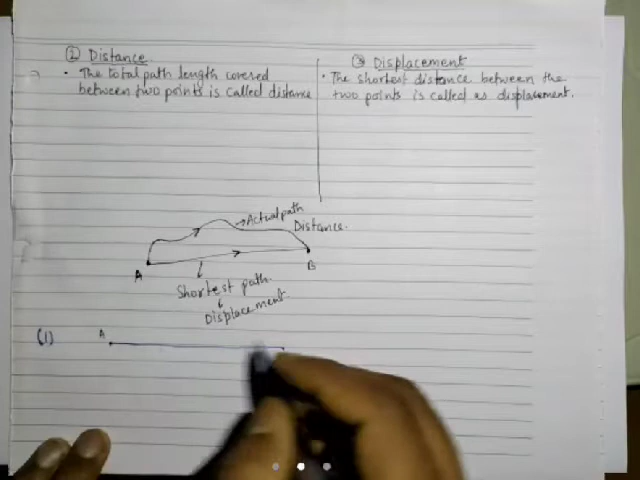 ② Distance
• The total path length covered
between two points is called distance
③ Displacement
• The shortest distance between the
two points is called as displacement.
→Actual path
Distance.
A
B
Shortest path.
Displacement
(1)
A